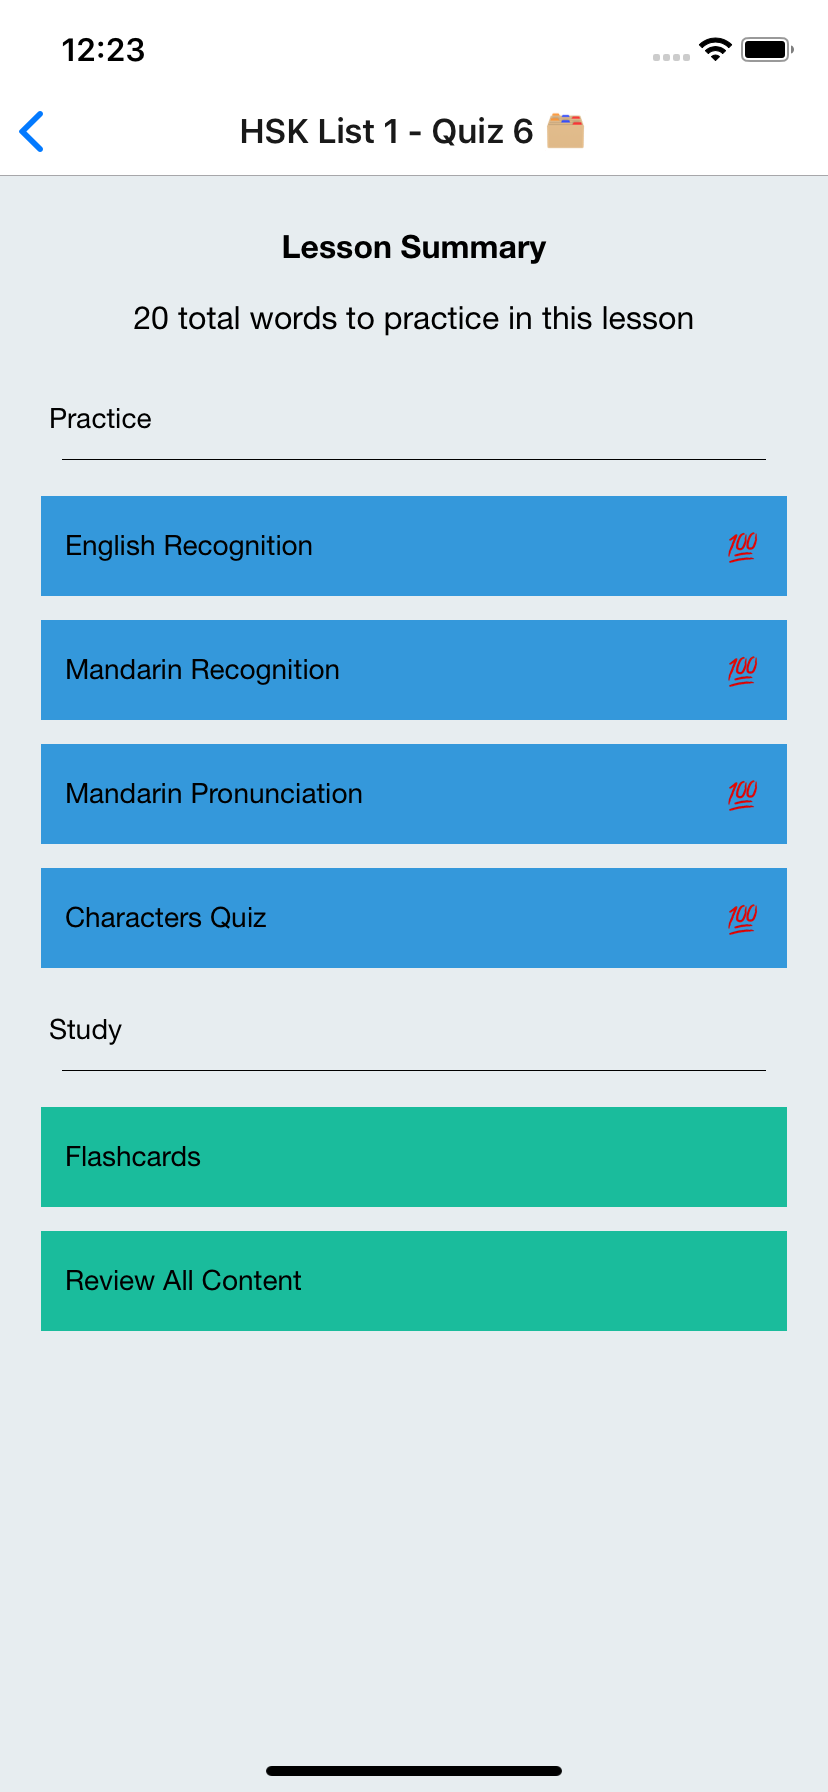 12:23
HSK List 1 - Quiz 6 🗂️
Lesson Summary
20 total words to practice in this lesson
Practice
English Recognition 💯
Mandarin Recognition 💯
Mandarin Pronunciation 💯
Characters Quiz 💯
Study
Flashcards
Review All Content